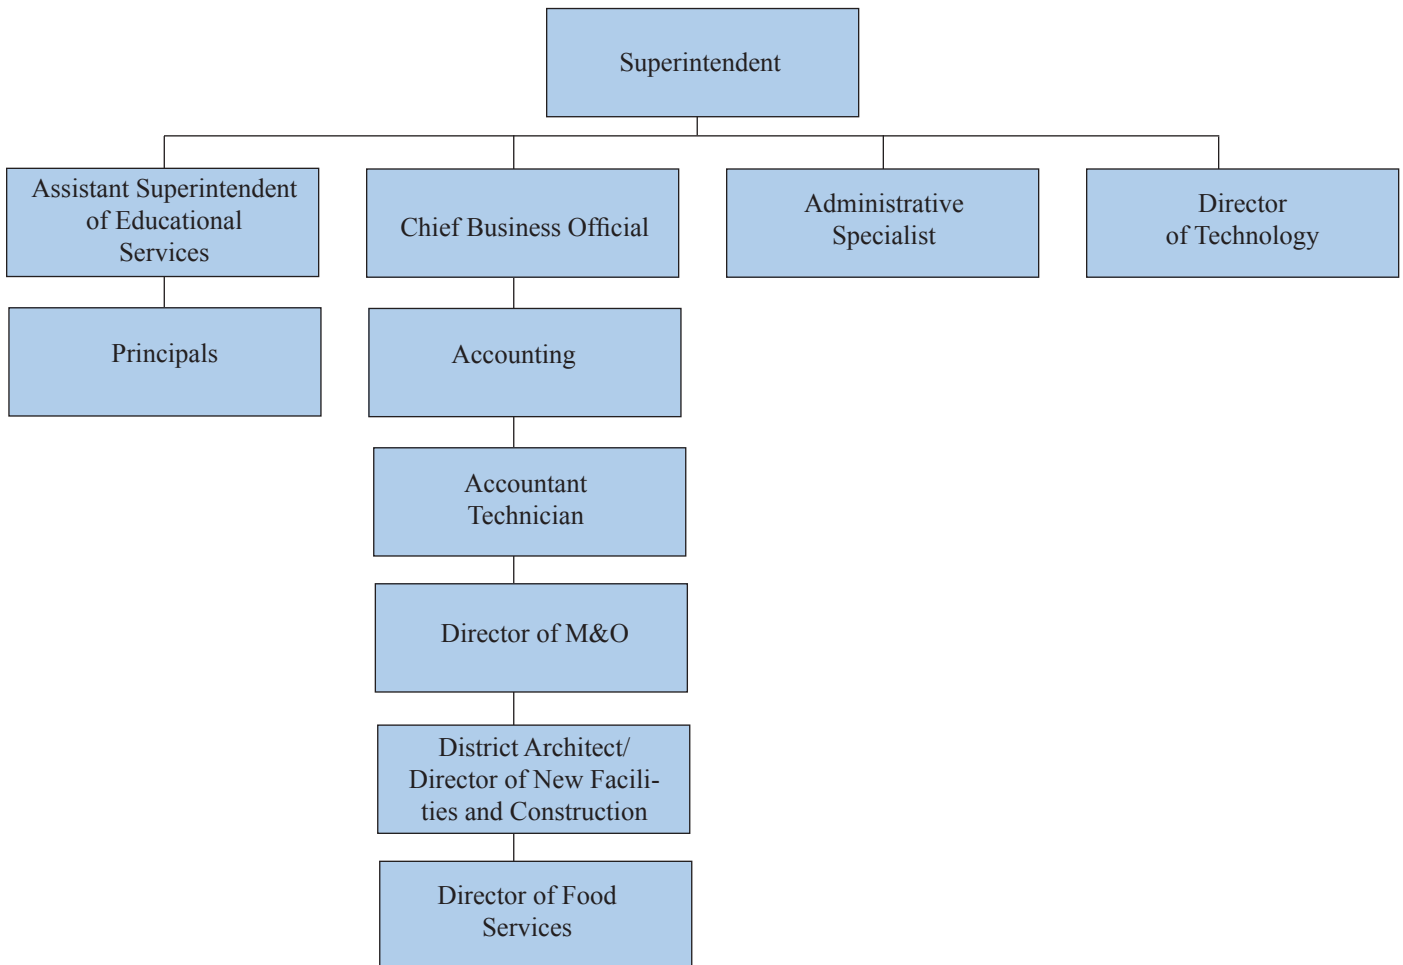 Superintendent
Assistant Superintendent
of Educational
Services
Chief Business Official
Administrative
Specialist
Director
of Technology
Principals
Accounting
Accountant
Technician
Director of M&O
District Architect/
Director of New Facili-
ties and Construction
Director of Food
Services